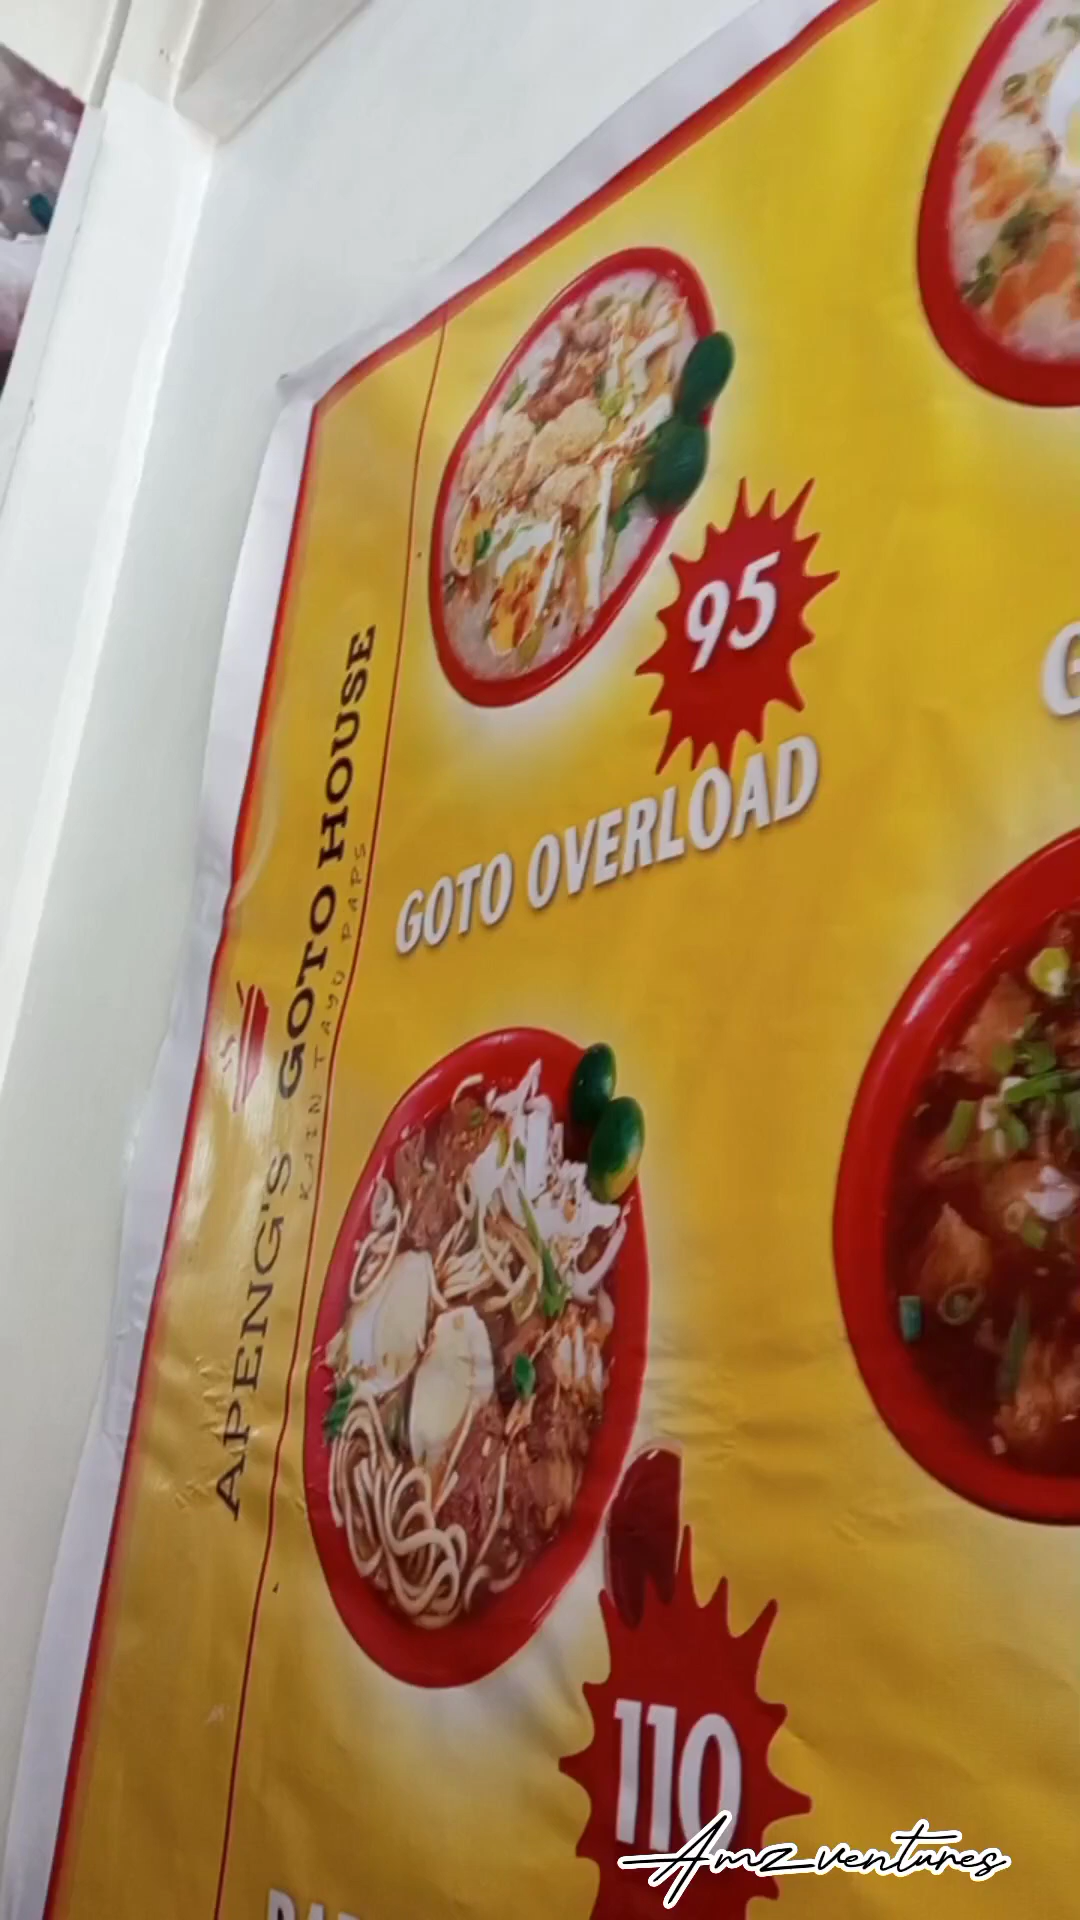 95
GOTO OVERLOAD
APENG'S GOTO HOUSE
KAIN TAYO PAPS
110
Amz ventures